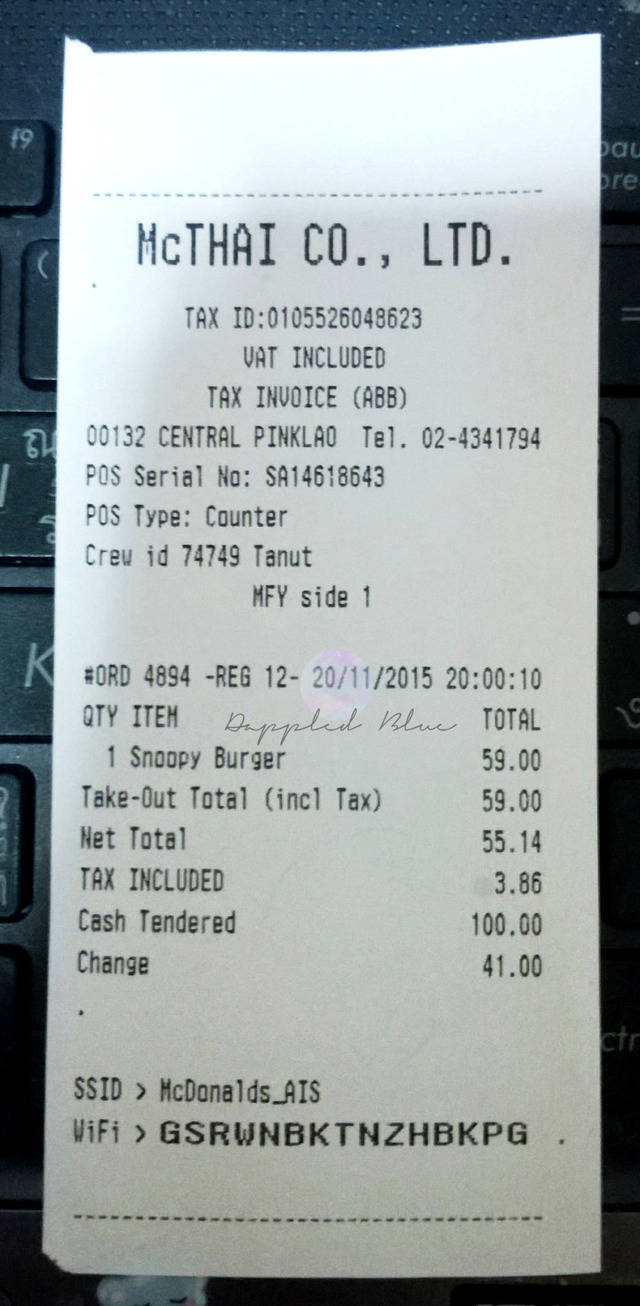 f9
McTHAI CO., LTD.
TAX ID:0105526048623
VAT INCLUDED
TAX INVOICE (ABB)
00132 CENTRAL PINKLAO Tel. 02-4341794
POS Serial No: SA14618643
POS Type: Counter
Crew id 74749 Tanut
MFY side 1
#ORD 4894 -REG 12- 20/11/2015 20:00:10
QTY ITEM TOTAL
Dappled Blue
1 Snoopy Burger 59.00
Take-Out Total (incl Tax) 59.00
Net Total 55.14
TAX INCLUDED 3.86
Cash Tendered 100.00
Change 41.00
.
SSID > McDonalds_AIS
WiFi > GSRWNBKTNZHBKPG .
K